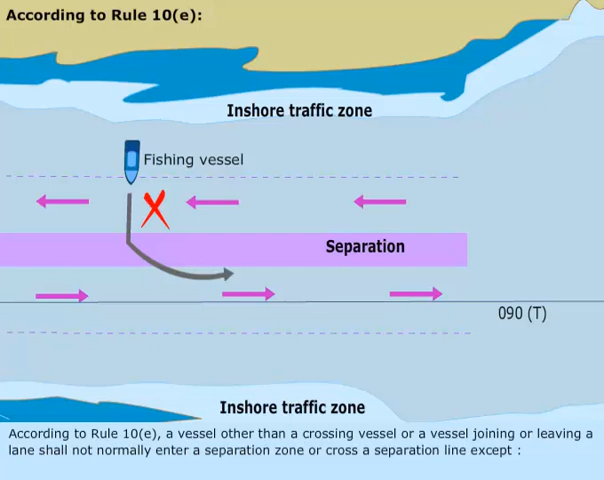 According to Rule 10(e):
Inshore traffic zone
Fishing vessel
Separation
090 (T)
Inshore traffic zone
According to Rule 10(e), a vessel other than a crossing vessel or a vessel joining or leaving a
lane shall not normally enter a separation zone or cross a separation line except :